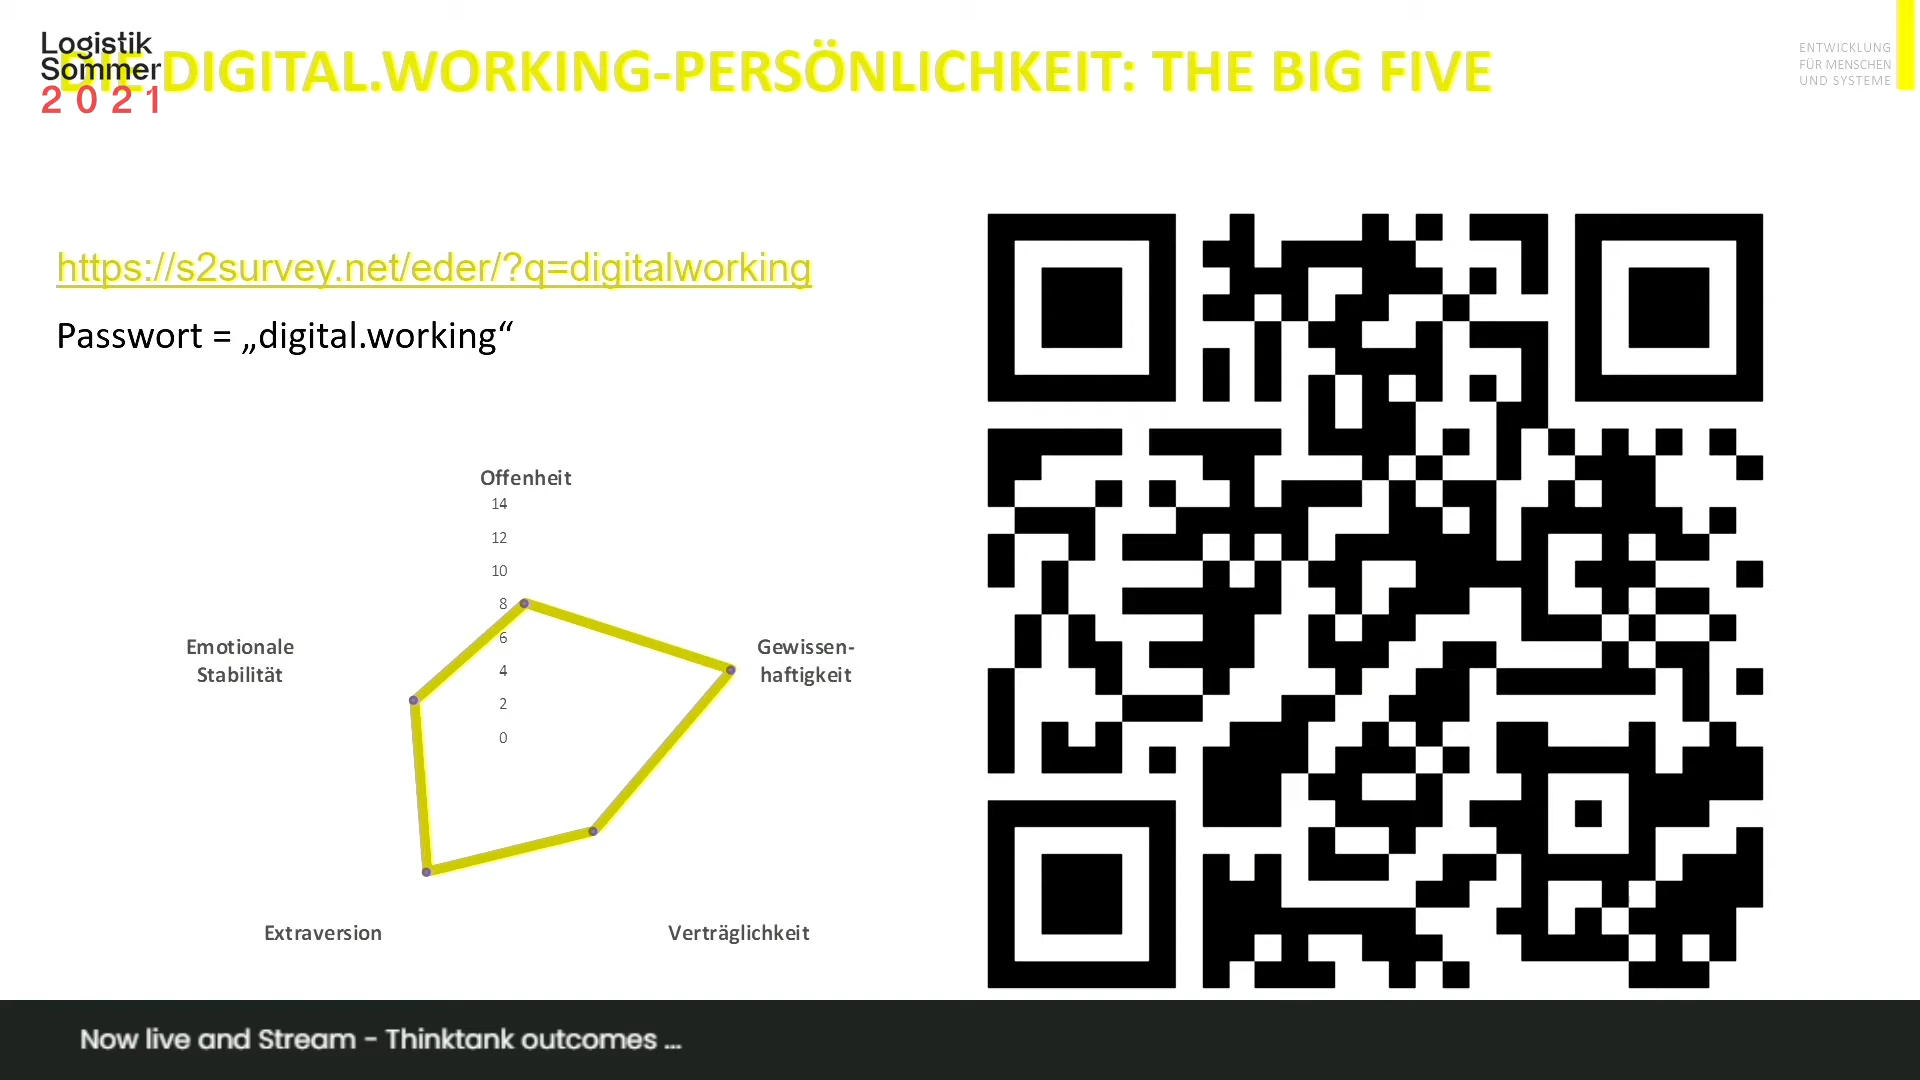 Logistik
Sommer
2021
DIE DIGITAL.WORKING-PERSÖNLICHKEIT: THE BIG FIVE
ENTWICKLUNG
FÜR MENSCHEN
UND SYSTEME
https://s2survey.net/eder/?q=digitalworking
Passwort = „digital.working“
Offenheit
14
12
10
8
6
4
2
0
Emotionale
Stabilität
Gewissen-
haftigkeit
Extraversion
Verträglichkeit
Now live and Stream - Thinktank outcomes ...